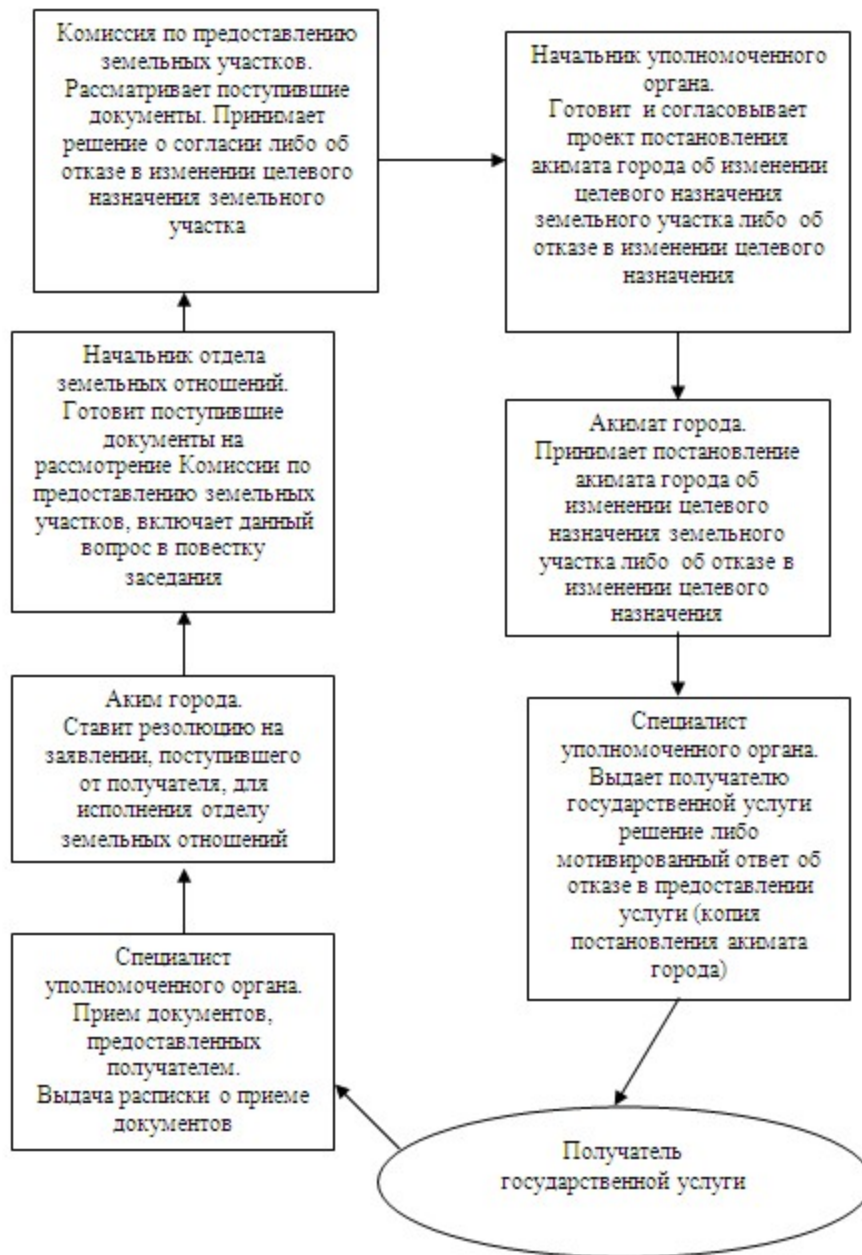 Комиссия по предоставлению
земельных участков.
Рассматривает поступившие
документы. Принимает
решение о согласии либо об
отказе в изменении целевого
назначения земельного
участка
Начальник уполномоченного
органа.
Готовит и согласовывает
проект постановления
акимата города об изменении
целевого назначения
земельного участка либо об
отказе в изменении целевого
назначения
Начальник отдела
земельных отношений.
Готовит поступившие
документы на
рассмотрение Комиссии по
предоставлению земельных
участков, включает данный
вопрос в повестку
заседания
Акимат города.
Принимает постановление
акимата города об
изменении целевого
назначения земельного
участка либо об отказе в
изменении целевого
назначения
Аким города.
Ставит резолюцию на
заявлении, поступившего
от получателя, для
исполнения отделу
земельных отношений
Специалист
уполномоченного органа.
Выдает получателю
государственной услуги
решение либо
мотивированный ответ об
отказе в предоставлении
услуги (копия
постановления акимата
города)
Специалист
уполномоченного органа.
Прием документов,
предоставленных
получателем.
Выдача расписки о приеме
документов
Получатель
государственной услуги